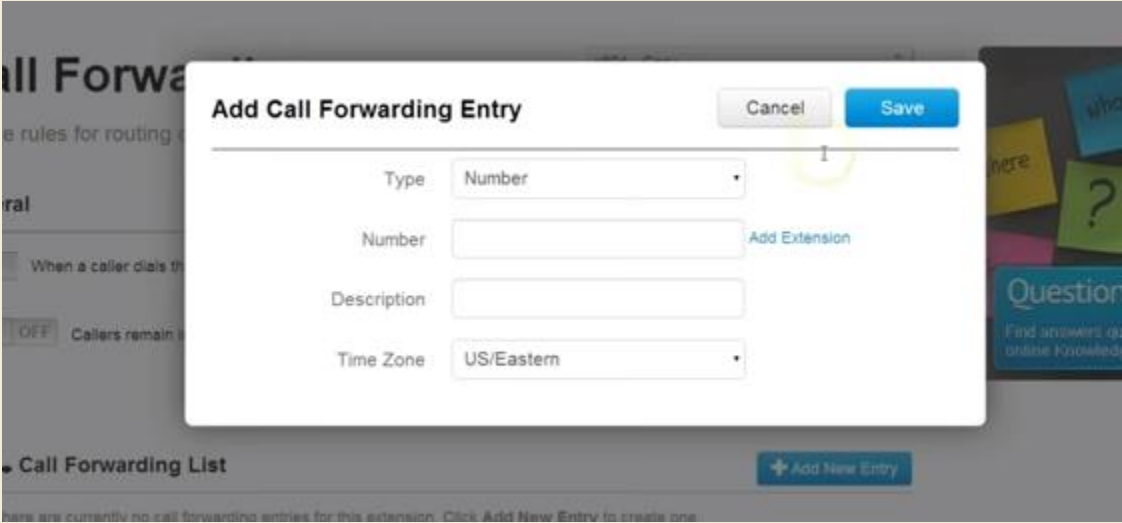 all Forwa
Add Call Forwarding Entry
Cancel
Save
e rules for routing
Type
Number
Number
Add Extension
Description
Time Zone
US/Eastern
ral
When a caller dials th
OFF
Callers remain
who
here
?
Question
Find answers
online Knowled
Call Forwarding List
Add New Entry
here are currently no call forwarding entries for this extension. Click Add New Entry to create one